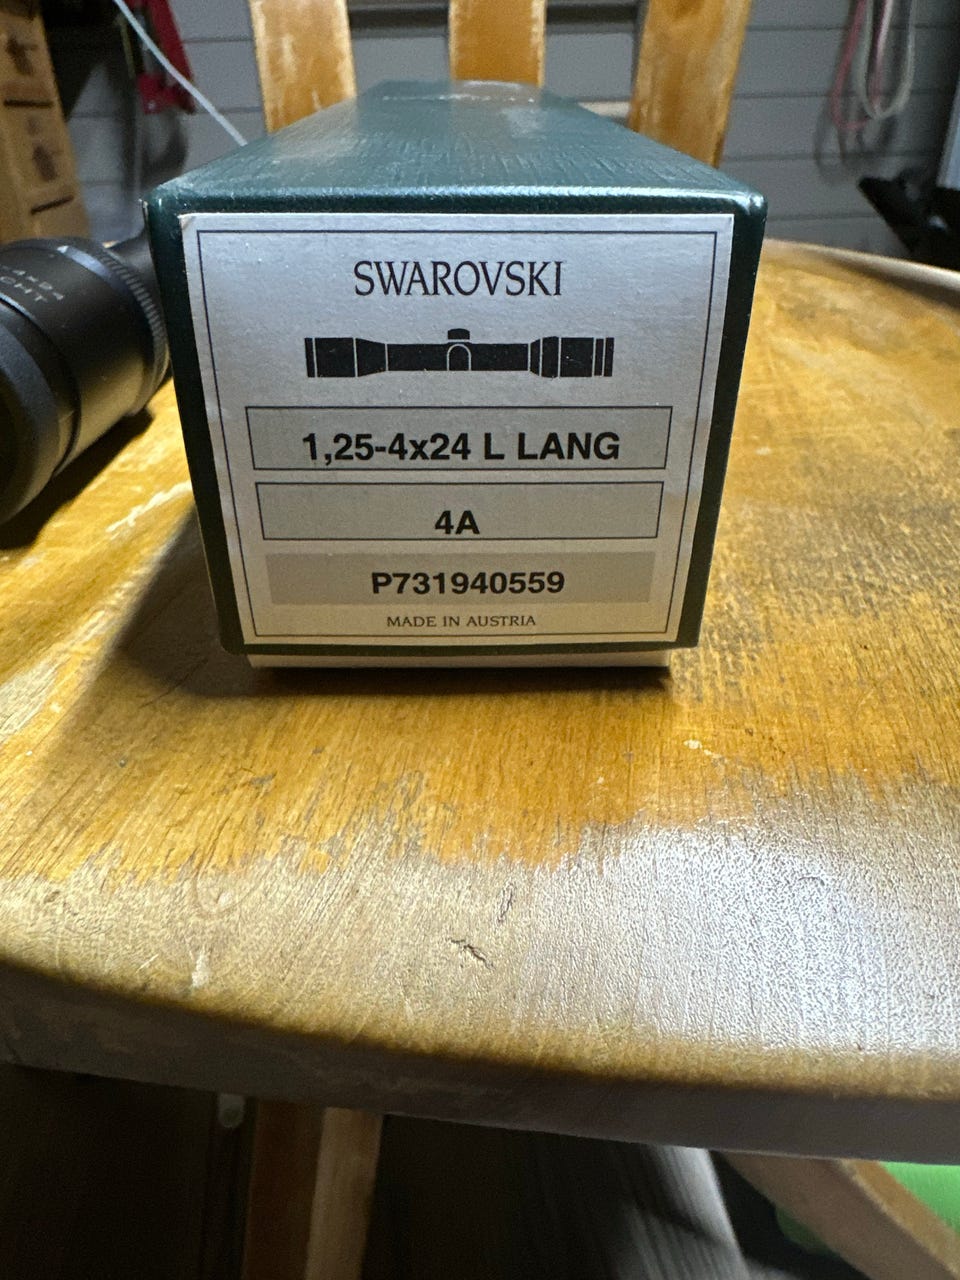 SWAROVSKI
1,25-4x24 L LANG
4A
P731940559
MADE IN AUSTRIA